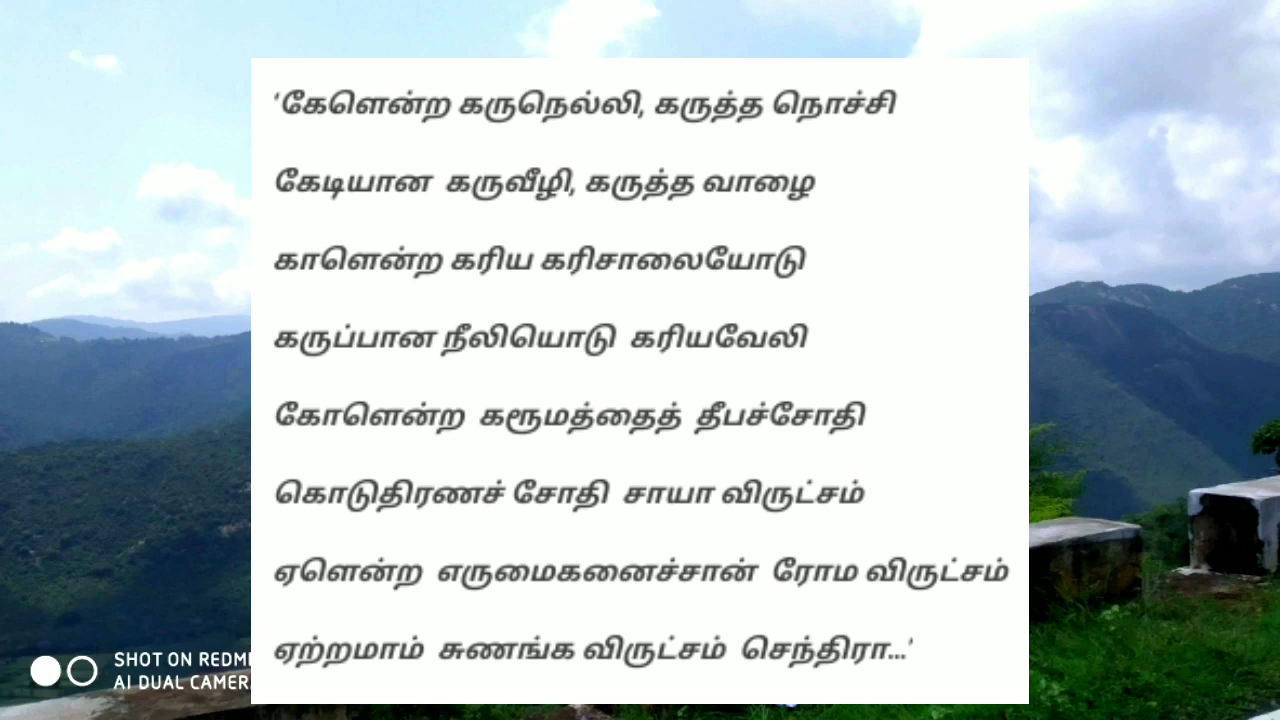 ‘கேளென்ற கருநெல்லி, கருத்த நொச்சி
கேடியான கருவீழி, கருத்த வாழை
காளென்ற கரிய கரிசாலையோடு
கருப்பான நீலியொடு கரியவேலி
கோளென்ற கரூமத்தைத் தீபச்சோதி
கொடுதிரணச் சோதி சாயா விருட்சம்
ஏளென்ற எருமைகனைச்சான் ரோம விருட்சம்
ஏற்றமாம் சுணங்க விருட்சம் செந்திரா...’
SHOT ON REDMI
AI DUAL CAMER